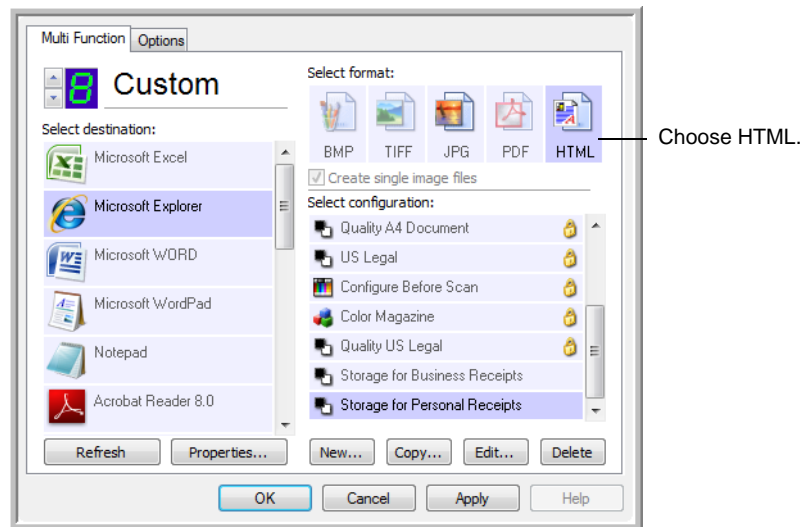 Multi Function
Options
8
Custom
Select destination:
Microsoft Excel
Microsoft Explorer
Microsoft WORD
Microsoft WordPad
Notepad
Acrobat Reader 8.0
Refresh
Properties...
Select format:
BMP
TIFF
JPG
PDF
HTML
Choose HTML.
Create single image files
Select configuration:
Quality A4 Document
US Legal
Configure Before Scan
Color Magazine
Quality US Legal
Storage for Business Receipts
Storage for Personal Receipts
New...
Copy...
Edit...
Delete
OK
Cancel
Apply
Help